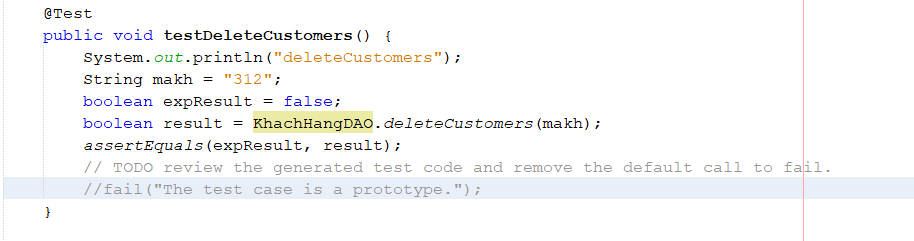 @Test
public void testDeleteCustomers() {
System.out.println("deleteCustomers");
String makh = "312";
boolean expResult = false;
boolean result = KhachHangDAO.deleteCustomers(makh);
assertEquals(expResult, result);
// TODO review the generated test code and remove the default call to fail.
//fail("The test case is a prototype.");
}